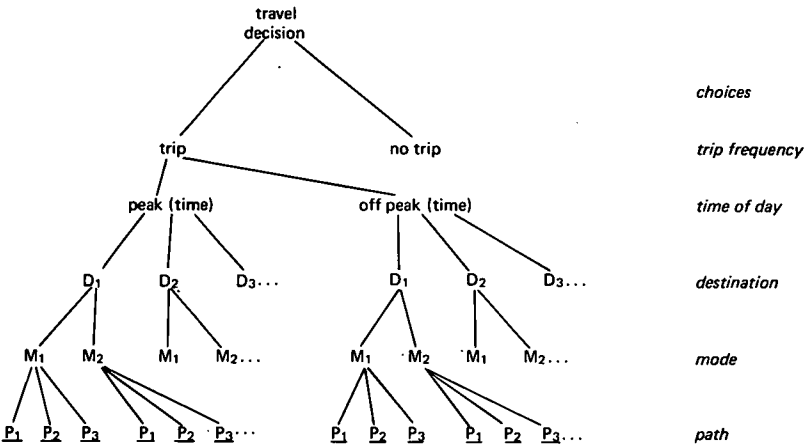 travel
decision
choices
trip no trip trip frequency
peak (time) off peak (time) time of day
D1 D2 D3... D1 D2 D3... destination
M1 M2 M1 M2... M1 M2 M1 M2... mode
P1 P2 P3 P1 P2 P3... P1 P2 P3 P1 P2 P3... path